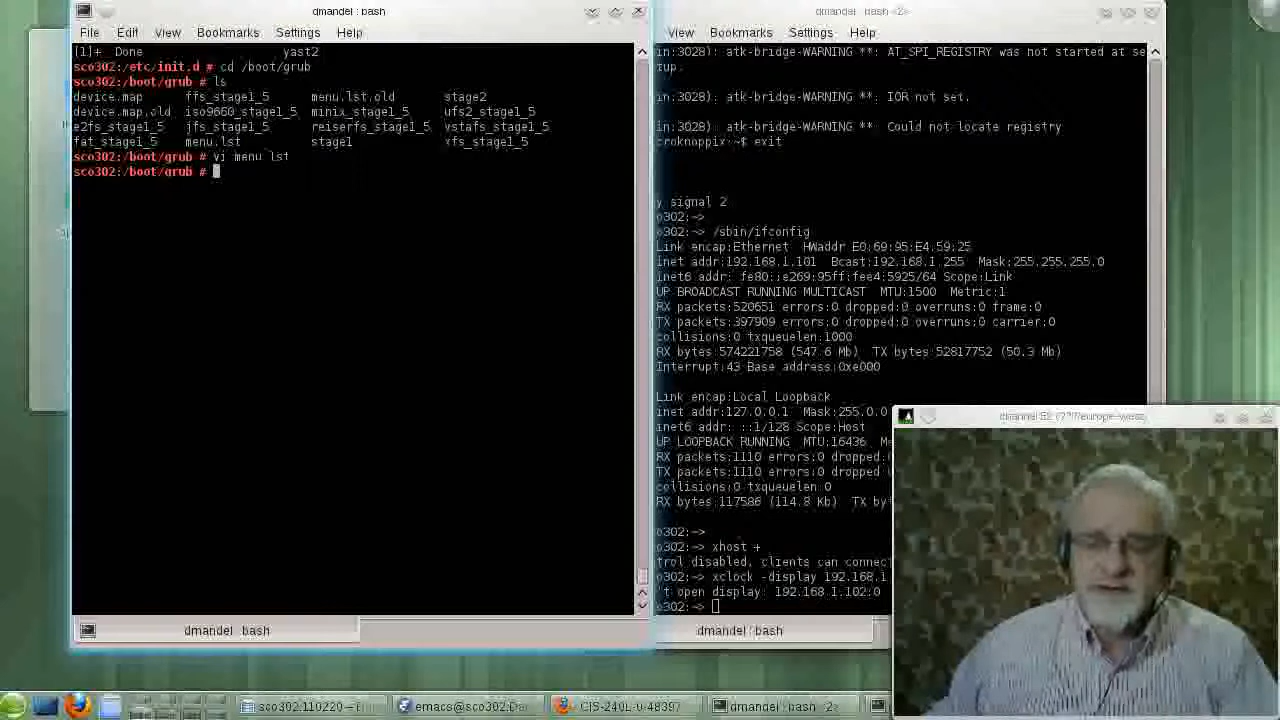 dmandel : bash
File Edit View Bookmarks Settings Help
[1]+ Done yast2
sco302:/etc/init.d # cd /boot/grub
sco302:/boot/grub # ls
device.map ffs_stage1_5 menu.lst.old stage2
device.map.old iso9660_stage1_5 minix_stage1_5 ufs2_stage1_5
e2fs_stage1_5 jfs_stage1_5 reiserfs_stage1_5 vstafs_stage1_5
fat_stage1_5 menu.lst stage1 xfs_stage1_5
sco302:/boot/grub # vi menu.lst
sco302:/boot/grub #
dmandel : bash
dmandel : bash <2>
View Bookmarks Settings Help
in:3028): atk-bridge-WARNING **: AT_SPI_REGISTRY was not started at se
rup.
in:3028): atk-bridge-WARNING **: IOR not set.
in:3028): atk-bridge-WARNING **: Could not locate registry
croknoppix:~$ exit
y signal 2
o302:~>
o302:~> /sbin/ifconfig
Link encap:Ethernet HWaddr E0:69:95:E4:59:25
inet addr:192.168.1.101 Bcast:192.168.1.255 Mask:255.255.255.0
inet6 addr: fe80::e269:95ff:fee4:5925/64 Scope:Link
UP BROADCAST RUNNING MULTICAST MTU:1500 Metric:1
RX packets:520651 errors:0 dropped:0 overruns:0 frame:0
TX packets:397909 errors:0 dropped:0 overruns:0 carrier:0
collisions:0 txqueuelen:1000
RX bytes:574221758 (547.6 Mb) TX bytes:52817752 (50.3 Mb)
Interrupt:43 Base address:0xe000
Link encap:Local Loopback
inet addr:127.0.0.1 Mask:255.0.0
inet6 addr: ::1/128 Scope:Host
UP LOOPBACK RUNNING MTU:16436 Me
RX packets:1110 errors:0 dropped:
TX packets:1110 errors:0 dropped
collisions:0 txqueuelen:0
RX bytes:117586 (114.8 Kb) TX by
o302:~>
o302:~> xhost +
trol disabled, clients can connec
o302:~> xclock -display 192.168.1
't open display: 192.168.1.102:0
o302:~>
dmandel : bash
sco302.110220 –
emacs@sco302.Da
CIS-240L-0-48397
dmandel : bash <2>